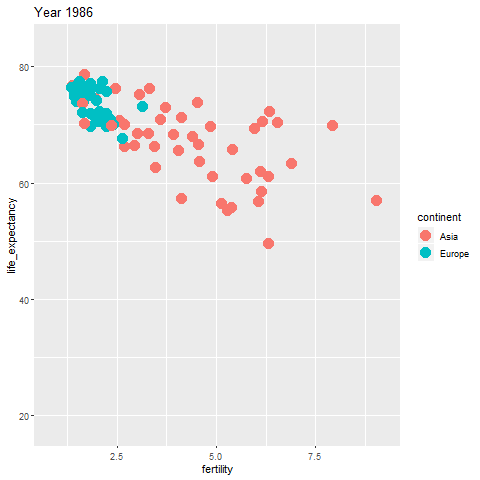 Year 1986
80
60
40
20
life_expectancy
2.5
5.0
7.5
fertility
continent
Asia
Europe